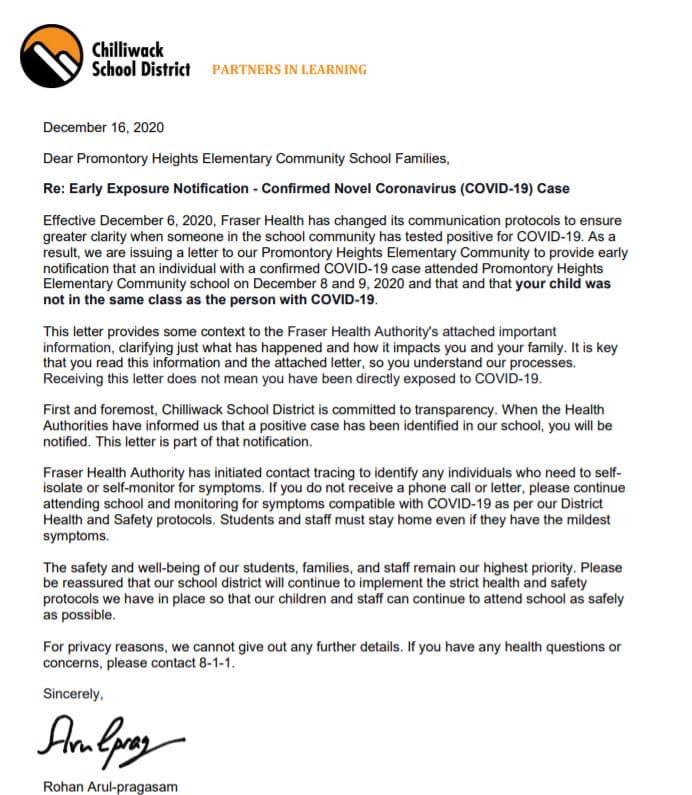 Chilliwack
School District PARTNERS IN LEARNING
December 16, 2020
Dear Promontory Heights Elementary Community School Families,
Re: Early Exposure Notification - Confirmed Novel Coronavirus (COVID-19) Case
Effective December 6, 2020, Fraser Health has changed its communication protocols to ensure
greater clarity when someone in the school community has tested positive for COVID-19. As a
result, we are issuing a letter to our Promontory Heights Elementary Community to provide early
notification that an individual with a confirmed COVID-19 case attended Promontory Heights
Elementary Community school on December 8 and 9, 2020 and that and that your child was
not in the same class as the person with COVID-19.
This letter provides some context to the Fraser Health Authority's attached important
information, clarifying just what has happened and how it impacts you and your family. It is key
that you read this information and the attached letter, so you understand our processes.
Receiving this letter does not mean you have been directly exposed to COVID-19.
First and foremost, Chilliwack School District is committed to transparency. When the Health
Authorities have informed us that a positive case has been identified in our school, you will be
notified. This letter is part of that notification.
Fraser Health Authority has initiated contact tracing to identify any individuals who need to self-
isolate or self-monitor for symptoms. If you do not receive a phone call or letter, please continue
attending school and monitoring for symptoms compatible with COVID-19 as per our District
Health and Safety protocols. Students and staff must stay home even if they have the mildest
symptoms.
The safety and well-being of our students, families, and staff remain our highest priority. Please
be reassured that our school district will continue to implement the strict health and safety
protocols we have in place so that our children and staff can continue to attend school as safely
as possible.
For privacy reasons, we cannot give out any further details. If you have any health questions or
concerns, please contact 8-1-1.
Sincerely,
Rohan Arul-pragasam